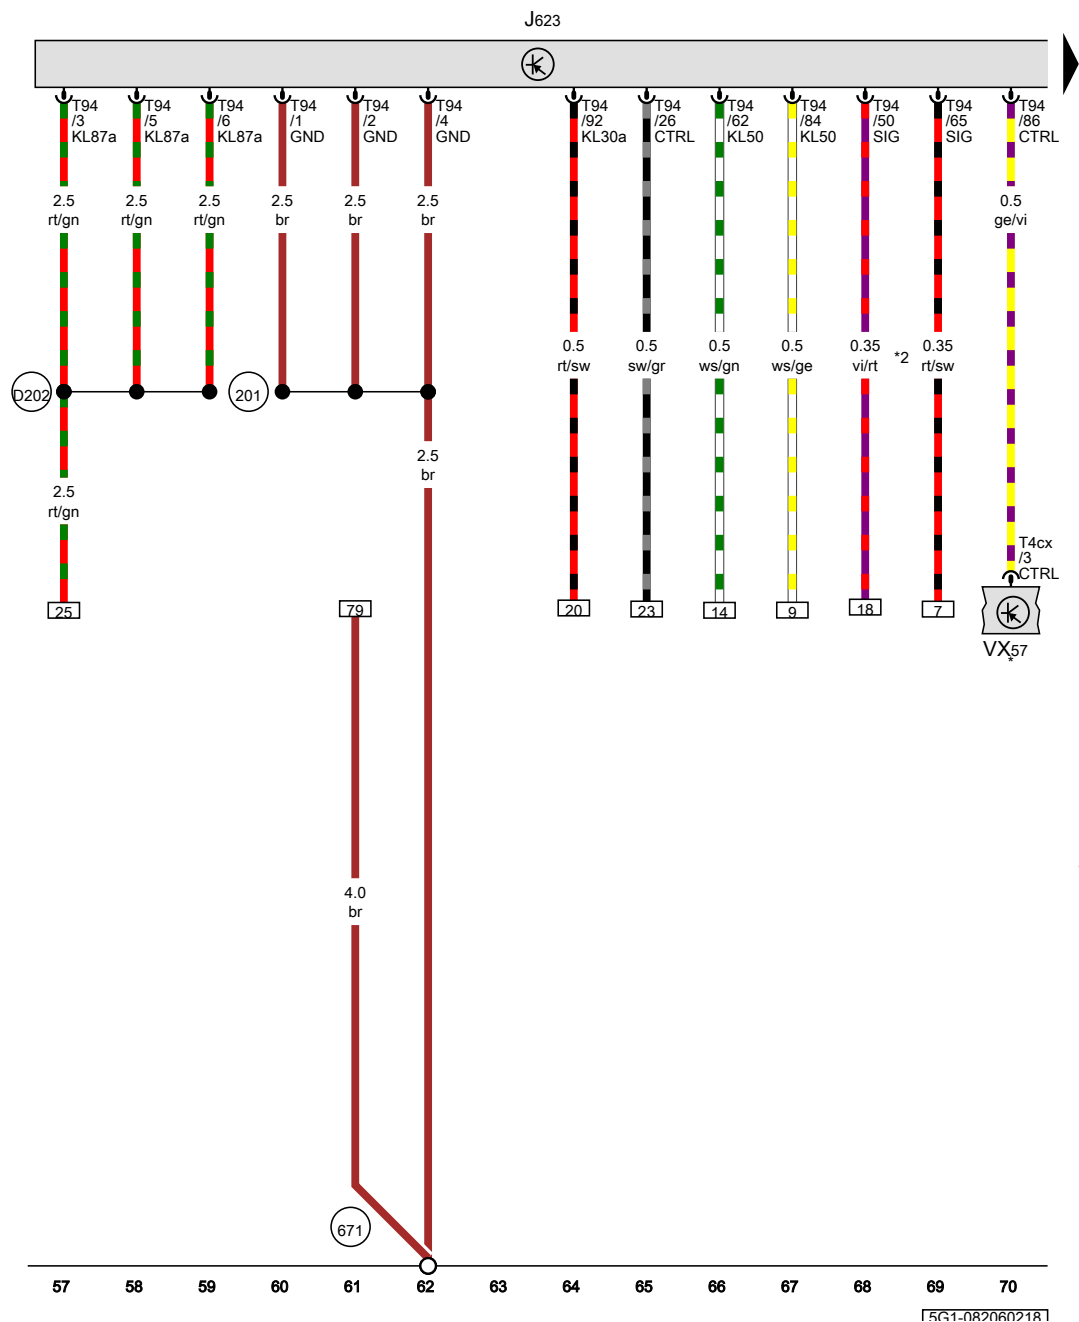 J623
T94 T94 T94 T94 T94 T94 T94 T94 T94 T94 T94 T94 T94
/3 /5 /6 /1 /2 /4 /92 /26 /62 /84 /50 /65 /86
KL87a KL87a KL87a GND GND GND KL30a CTRL KL50 KL50 SIG SIG CTRL
2.5 2.5 2.5 2.5 2.5 2.5 0.5
rt/gn rt/gn rt/gn br br br ge/vi
0.5 0.5 0.5 0.5 0.35 *2 0.35
rt/sw sw/gr ws/gn ws/ge vi/rt rt/sw
D202 201
2.5
br
2.5
rt/gn
T4cx
/3
CTRL
25 79 20 23 14 9 18 7
VX57
*
4.0
br
671
57 58 59 60 61 62 63 64 65 66 67 68 69 70
5G1-082060218